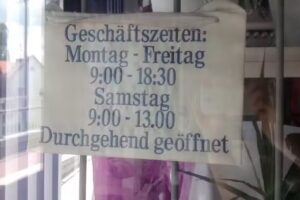 Geschäftszeiten:
Montag - Freitag
9:00 - 18:30
Samstag
9:00 - 13.00
Durchgehend geöffnet